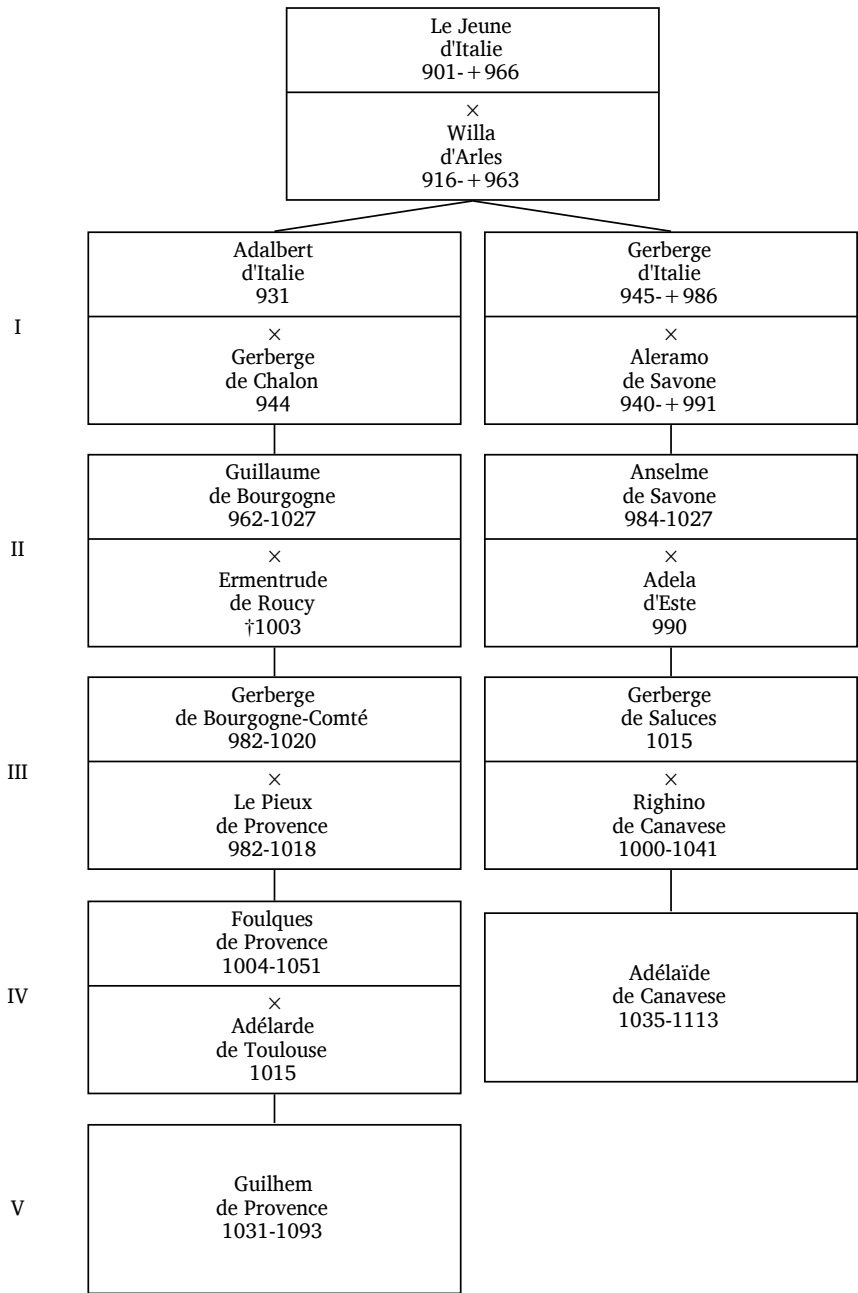 Le Jeune
d'Italie
901-+966
×
Willa
d'Arles
916-+963
I
Adalbert
d'Italie
931
×
Gerberge
de Chalon
944
Gerberge
d'Italie
945-+986
×
Aleramo
de Savone
940-+991
II
Guillaume
de Bourgogne
962-1027
×
Ermentrude
de Roucy
†1003
Anselme
de Savone
984-1027
×
Adela
d'Este
990
III
Gerberge
de Bourgogne-Comté
982-1020
×
Le Pieux
de Provence
982-1018
Gerberge
de Saluces
1015
×
Righino
de Canavese
1000-1041
IV
Foulques
de Provence
1004-1051
×
Adélarde
de Toulouse
1015
Adélaïde
de Canavese
1035-1113
V
Guilhem
de Provence
1031-1093